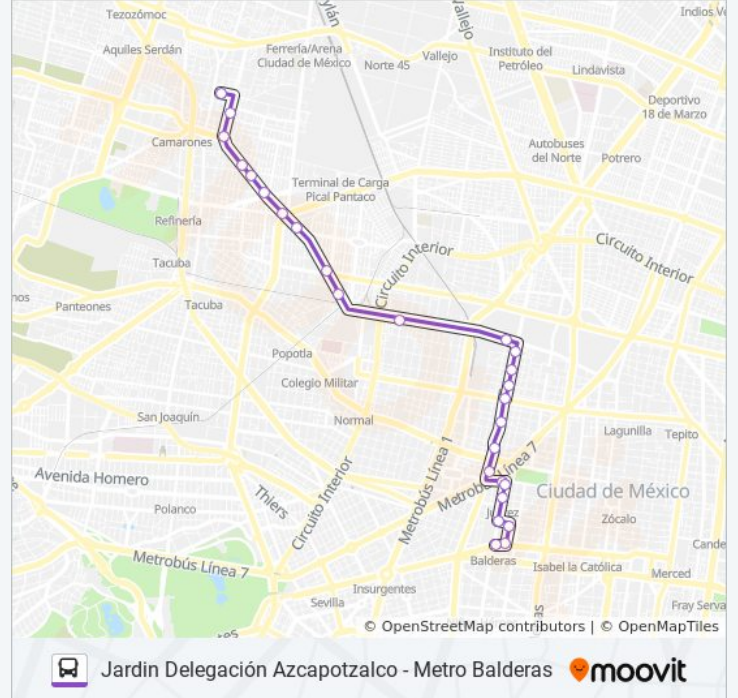 Tezozómoc
Aquiles Serdán
Ferrería/Arena
Ciudad de México
Norte 45
Vallejo
Vallejo
Instituto del
Petróleo
Lindavista
Indios V
Deportivo
18 de Marzo
Camarones
Autobuses
del Norte
Potrero
Terminal de Carga
Pical Pantaco
Refinería
Circuito Interior
Circuito Interior
Tacuba
Panteones
Tacuba
Popotla
Colegio Militar
San Joaquín
Normal
Lagunilla
Tepito
Avenida Homero
Thiers
Circuito Interior
Metrobús Línea 1
Metrobús Línea 7
Ciudad de México
Polanco
Zócalo
Metrobús Línea 7
Balderas
Isabel la Católica
Merced
Cande
Insurgentes
Sevilla
Fray Serva
© OpenStreetMap contributors | © OpenMapTiles
Jardin Delegación Azcapotzalco - Metro Balderas
moovit